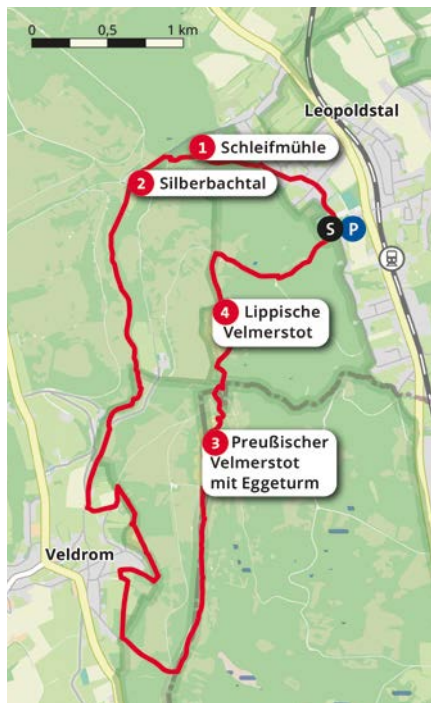 0 0,5 1 km
Leopoldstal
1 Schleifmühle
2 Silberbachtal
S P
4 Lippische
Velmerstot
3 Preußischer
Velmerstot
mit Eggeturm
Veldrom